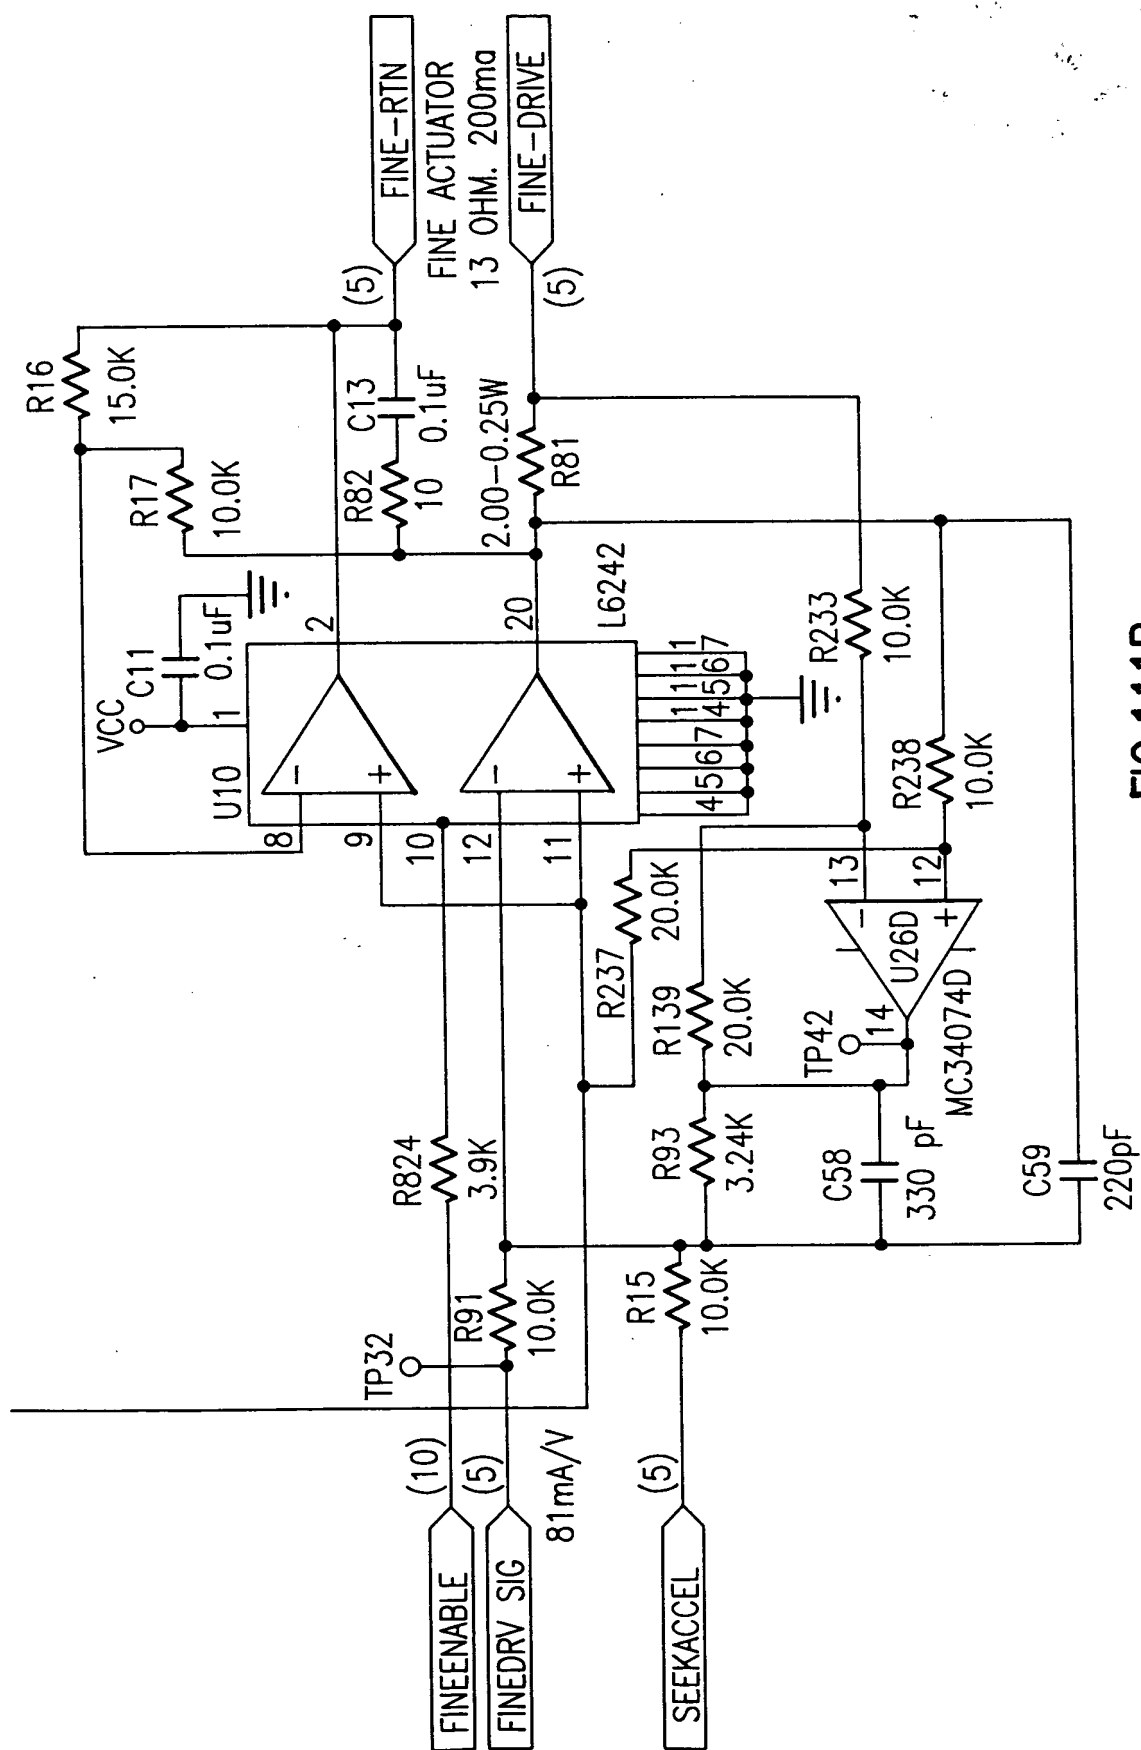 FINE-RTN
(5)
FINE ACTUATOR
13 OHM. 200ma
FINE-DRIVE
(5)
R16
15.0K
R17
10.0K
C13
0.1uF
R82
10
2.00-0.25W
R81
VCC
C11
0.1uF
1
2
U10
-
+
8
9
10
-
+
12
11
20
L6242
4 5 6 7 14 15 16 17
R233
10.0K
R238
10.0K
R237
20.0K
R139
20.0K
13
12
-
+
U26D
14
MC34074D
TP42
R93
3.24K
C58
330 pF
C59
220pF
R824
3.9K
R91
10.0K
TP32
R15
10.0K
FINEENABLE
(10)
FINEDRV SIG
(5)
81mA/V
SEEKACCEL
(5)